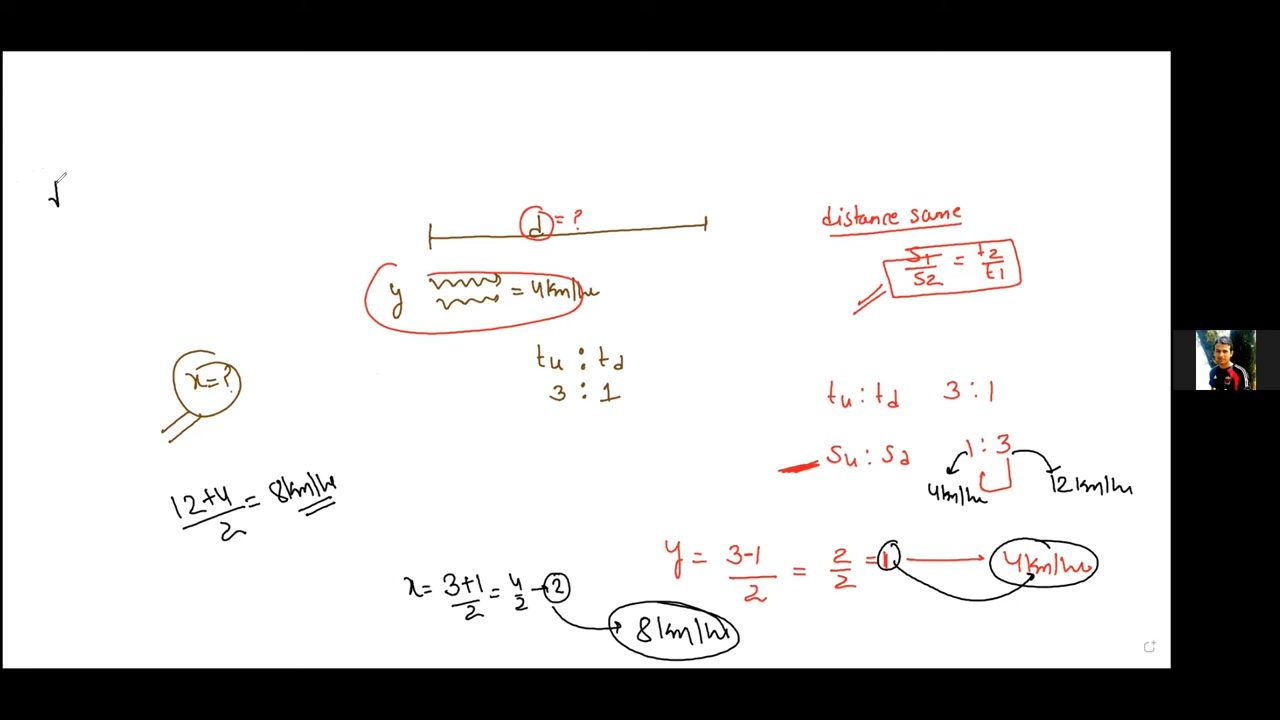 √
d = ?
distance same
S1/S2 = t2/t1
y = 4km/hr
tu : td
3 : 1
x=?
tu : td 3 : 1
Su : Sd 1 : 3
4km/hr 12km/hr
12+4/2 = 8km/hr
y = 3-1/2 = 2/2 = 1 → 4km/hr
x = 3+1/2 = 4/2 → 2
8km/hr